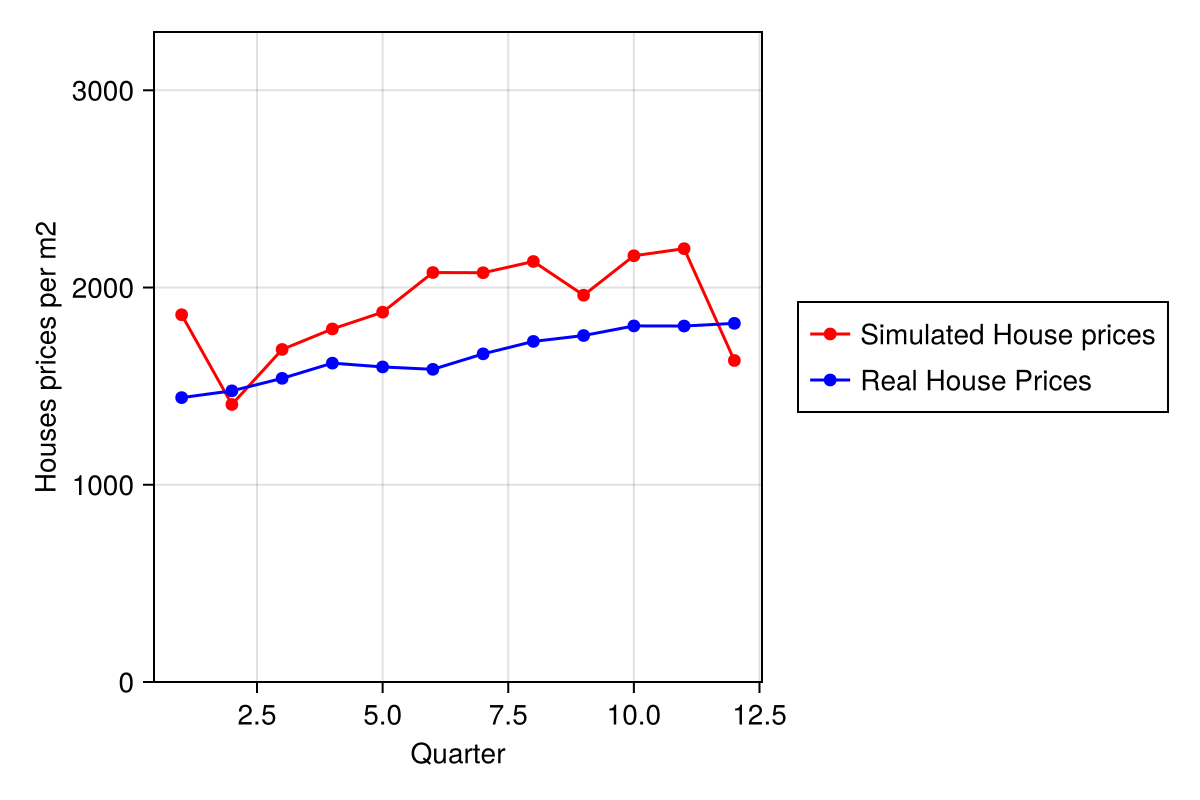 3000
2000
1000
0
Houses prices per m2
2.5 5.0 7.5 10.0 12.5
Quarter
Simulated House prices
Real House Prices